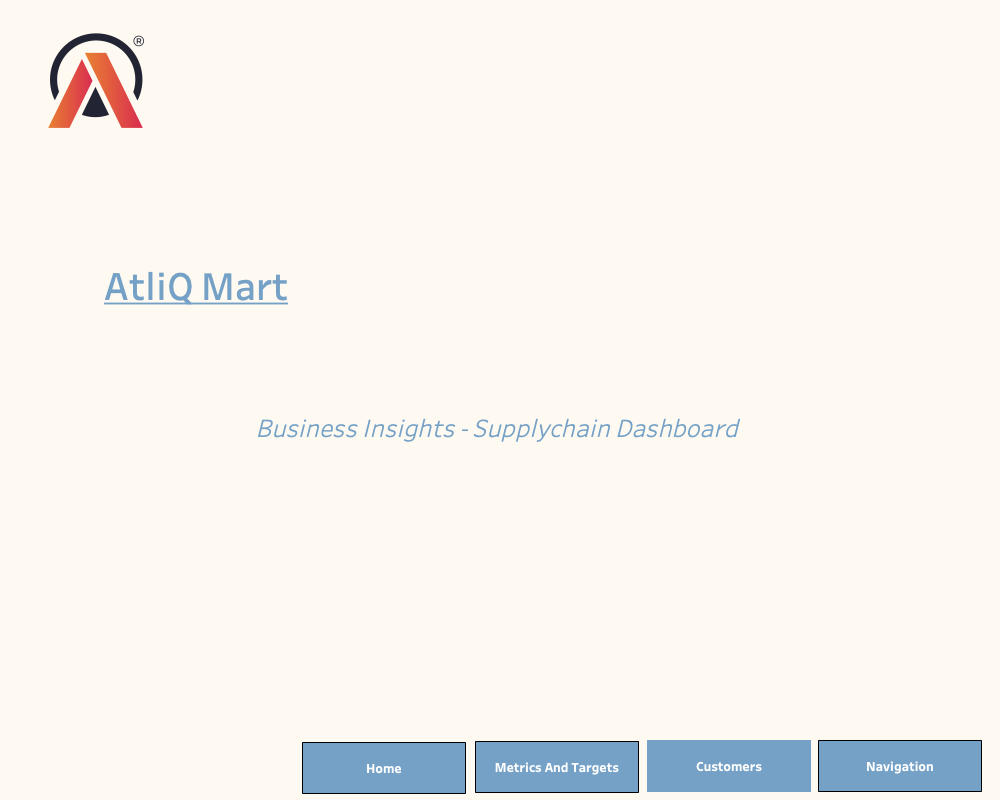 ®
AtliQ Mart
Business Insights - Supplychain Dashboard
Home
Metrics And Targets
Customers
Navigation